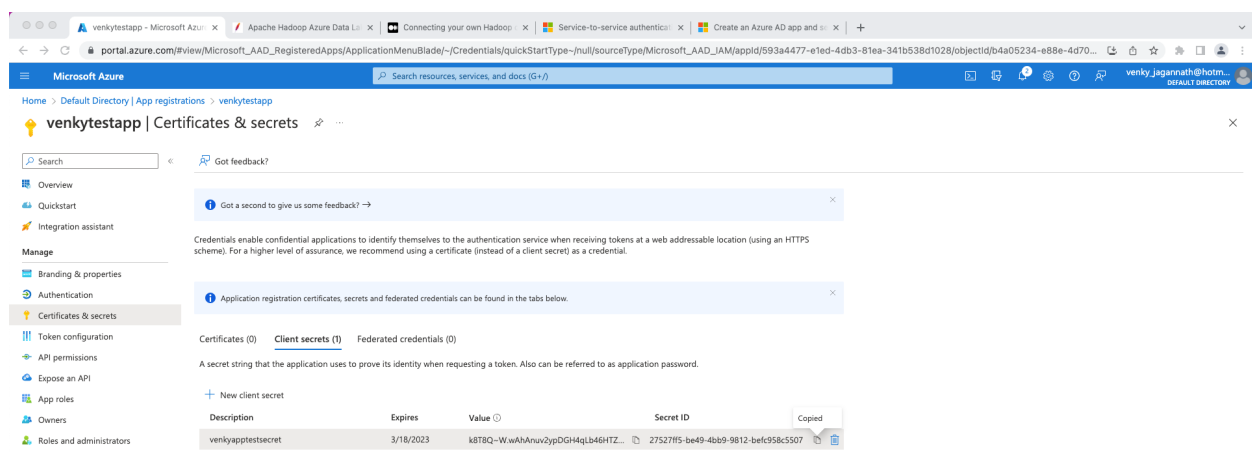 venkytestapp - Microsoft Azur
Apache Hadoop Azure Data La
Connecting your own Hadoop
Service-to-service authenticat
Create an Azure AD app and se
portal.azure.com/#view/Microsoft_AAD_RegisteredApps/ApplicationMenuBlade/~/Credentials/quickStartType~/null/sourceType/Microsoft_AAD_IAM/appId/593a4477-e1ed-4db3-81ea-341b538d1028/objectId/b4a05234-e88e-4d70...
Microsoft Azure
Search resources, services, and docs (G+/)
2
venky_jagannath@hotm...
DEFAULT DIRECTORY
Home > Default Directory | App registrations > venkytestapp
venkytestapp | Certificates & secrets
Search
Got feedback?
Overview
Quickstart
Integration assistant
Manage
Branding & properties
Authentication
Certificates & secrets
Token configuration
API permissions
Expose an API
App roles
Owners
Roles and administrators
Got a second to give us some feedback?
Credentials enable confidential applications to identify themselves to the authentication service when receiving tokens at a web addressable location (using an HTTPS
scheme). For a higher level of assurance, we recommend using a certificate (instead of a client secret) as a credential.
Application registration certificates, secrets and federated credentials can be found in the tabs below.
Certificates (0) Client secrets (1) Federated credentials (0)
A secret string that the application uses to prove its identity when requesting a token. Also can be referred to as application password.
New client secret
Description Expires Value Secret ID
Copied
venkyapptestsecret 3/18/2023 k8T8Q~W.wAhAnuv2ypDGH4qLb46HTZ... 27527ff5-be49-4bb9-9812-befc958c5507